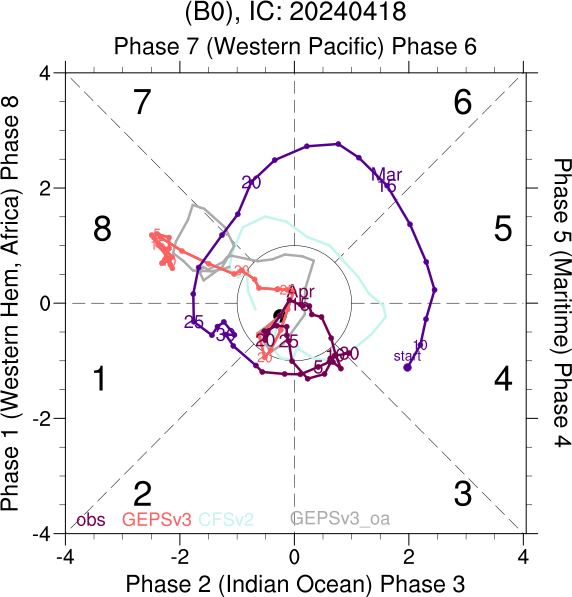 (B0), IC: 20240418
Phase 7 (Western Pacific) Phase 6
Phase 1 (Western Hem, Africa) Phase 8
Phase 5 (Maritime) Phase 4
4
2
0
-2
-4
7
6
8
5
1
4
2
3
20
Mar
15
25
10
start
Apr
20
25
5
30
20
obs GEPSv3 CFSv2 GEPSv3_oa
-4 -2 0 2 4
Phase 2 (Indian Ocean) Phase 3